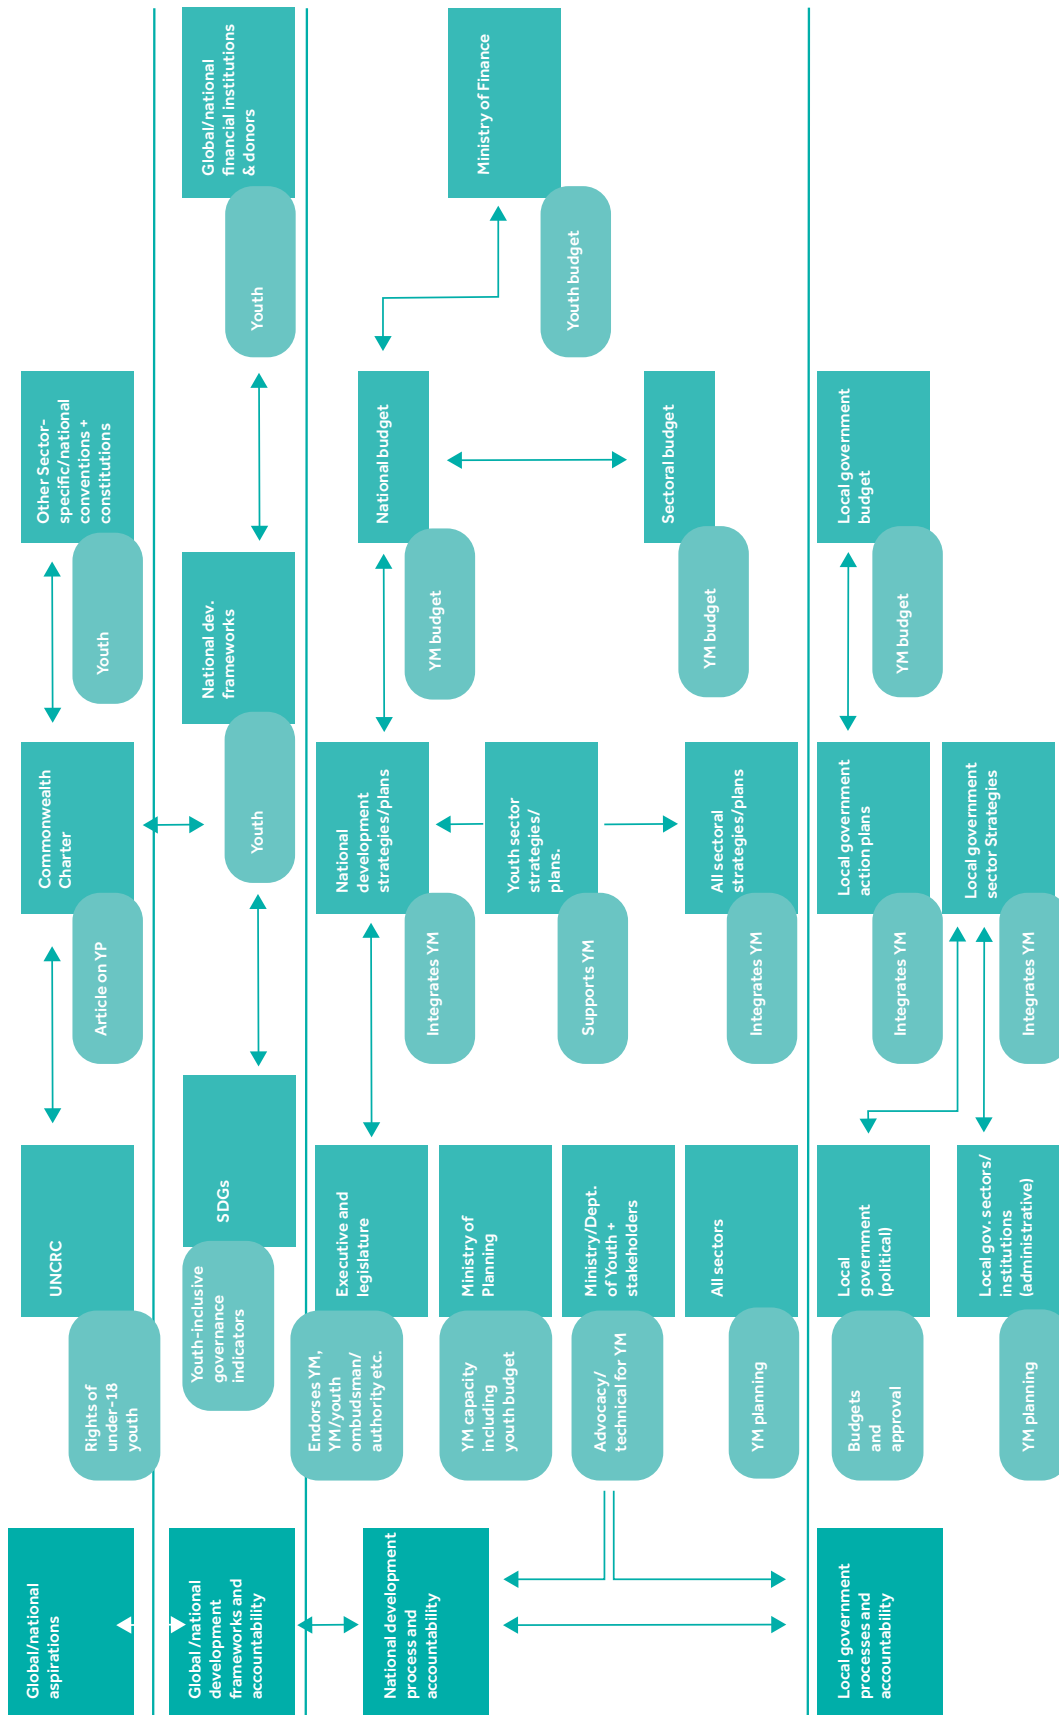 Global/national
aspirations
UNCRC
Rights of
under-18
youth
Commonwealth
Charter
Article on YP
Other Sector-
specific/national
conventions +
constitutions
Youth
Global /national
development
frameworks and
accountability
SDGs
Youth-inclusive
governance
indicators
National dev.
frameworks
Youth
Global/national
financial institutions
& donors
Youth
National development
process and
accountability
Executive and
legislature
Endorses YM,
YM/youth
ombudsman/
authority etc.
National
development
strategies/plans
Integrates YM
National budget
YM budget
Ministry of Finance
Youth budget
Ministry of
Planning
YM capacity
including
youth budget
Youth sector
strategies/
plans.
Supports YM
Ministry/Dept.
of Youth +
stakeholders
Advocacy/
technical for YM
All sectors
YM planning
All sectoral
strategies/plans
Integrates YM
Sectoral budget
YM budget
Local government
processes and
accountability
Local
government
(political)
Budgets
and
approval
Local government
action plans
Integrates YM
Local government
budget
YM budget
Local gov. sectors/
institutions
(administrative)
YM planning
Local government
sector Strategies
Integrates YM